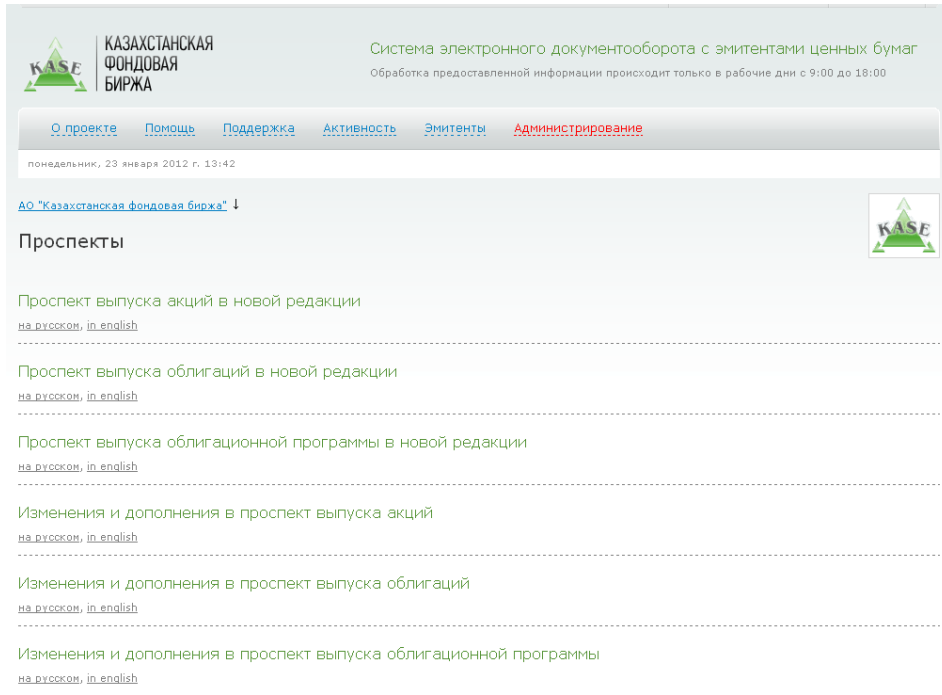 KASE
КАЗАХСТАНСКАЯ
ФОНДОВАЯ
БИРЖА
Система электронного документооборота с эмитентами ценных бумаг
Обработка предоставленной информации происходит только в рабочие дни с 9:00 до 18:00
О проекте Помощь Поддержка Активность Эмитенты Администрирование
понедельник, 23 января 2012 г. 13:42
АО "Казахстанская фондовая биржа" ↓
KASE
Проспекты
Проспект выпуска акций в новой редакции
на русском, in english
Проспект выпуска облигаций в новой редакции
на русском, in english
Проспект выпуска облигационной программы в новой редакции
на русском, in english
Изменения и дополнения в проспект выпуска акций
на русском, in english
Изменения и дополнения в проспект выпуска облигаций
на русском, in english
Изменения и дополнения в проспект выпуска облигационной программы
на русском, in english